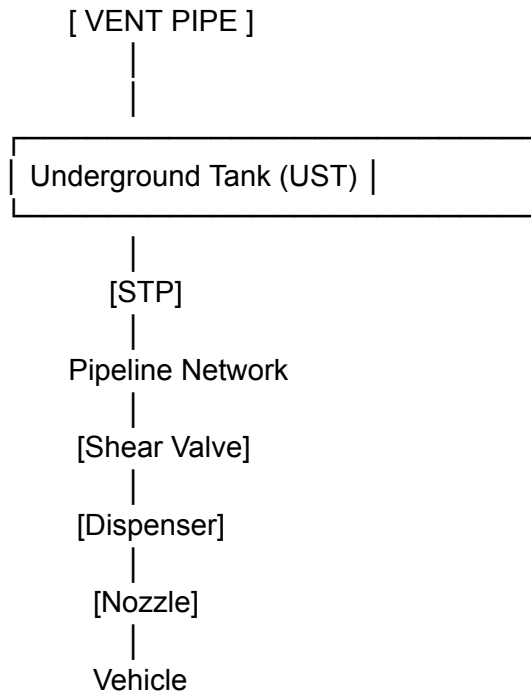 [ VENT PIPE ]
Underground Tank (UST)
[STP]
Pipeline Network
[Shear Valve]
[Dispenser]
[Nozzle]
Vehicle